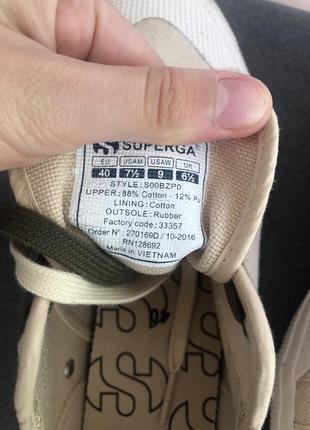 SUPERGA
EU USAM USAW UK
40 7½ 9 6½
STYLE: S00BZP0
UPPER: 88% Cotton - 12% P
LINING: Cotton
OUTSOLE: Rubber
Factory code: 33357
Order N° : 270169D / 10-2016
RN128692
Made in VIETNAM
40